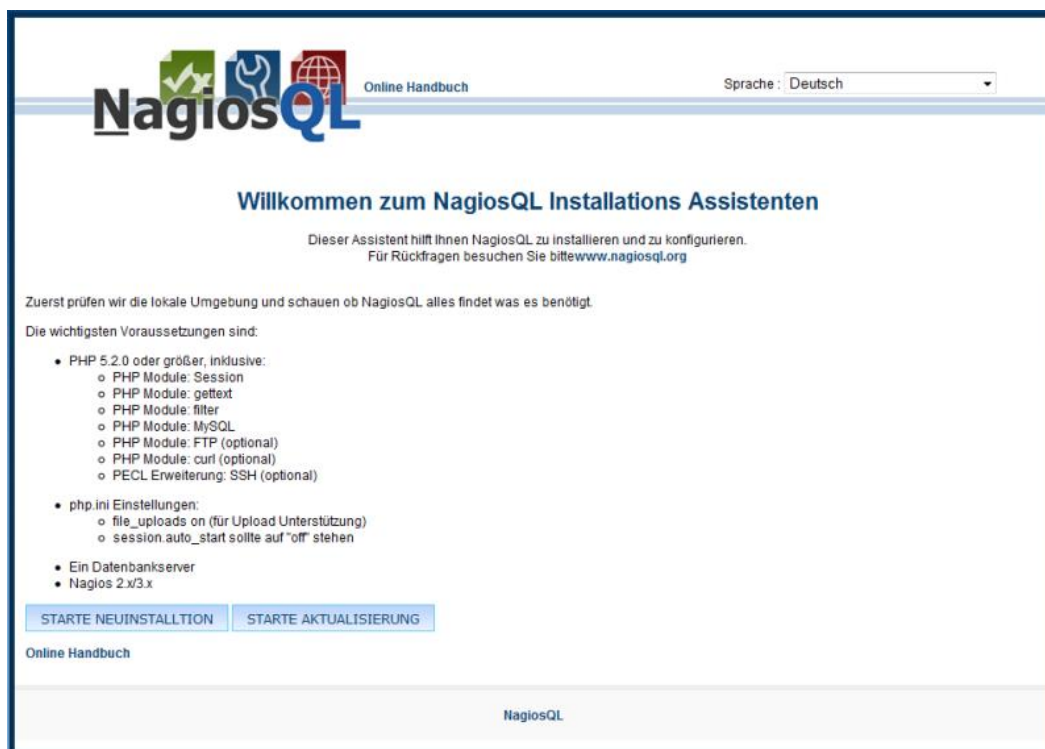 NagiosQL
Online Handbuch
Sprache : Deutsch
Willkommen zum NagiosQL Installations Assistenten
Dieser Assistent hilft Ihnen NagiosQL zu installieren und zu konfigurieren.
Für Rückfragen besuchen Sie bittewww.nagiosql.org
Zuerst prüfen wir die lokale Umgebung und schauen ob NagiosQL alles findet was es benötigt.
Die wichtigsten Voraussetzungen sind:
PHP 5.2.0 oder größer, inklusive:
PHP Module: Session
PHP Module: gettext
PHP Module: filter
PHP Module: MySQL
PHP Module: FTP (optional)
PHP Module: curl (optional)
PECL Erweiterung: SSH (optional)
php.ini Einstellungen:
file_uploads on (für Upload Unterstützung)
session.auto_start sollte auf "off" stehen
Ein Datenbankserver
Nagios 2.x/3.x
STARTE NEUINSTALLTION STARTE AKTUALISIERUNG
Online Handbuch
NagiosQL